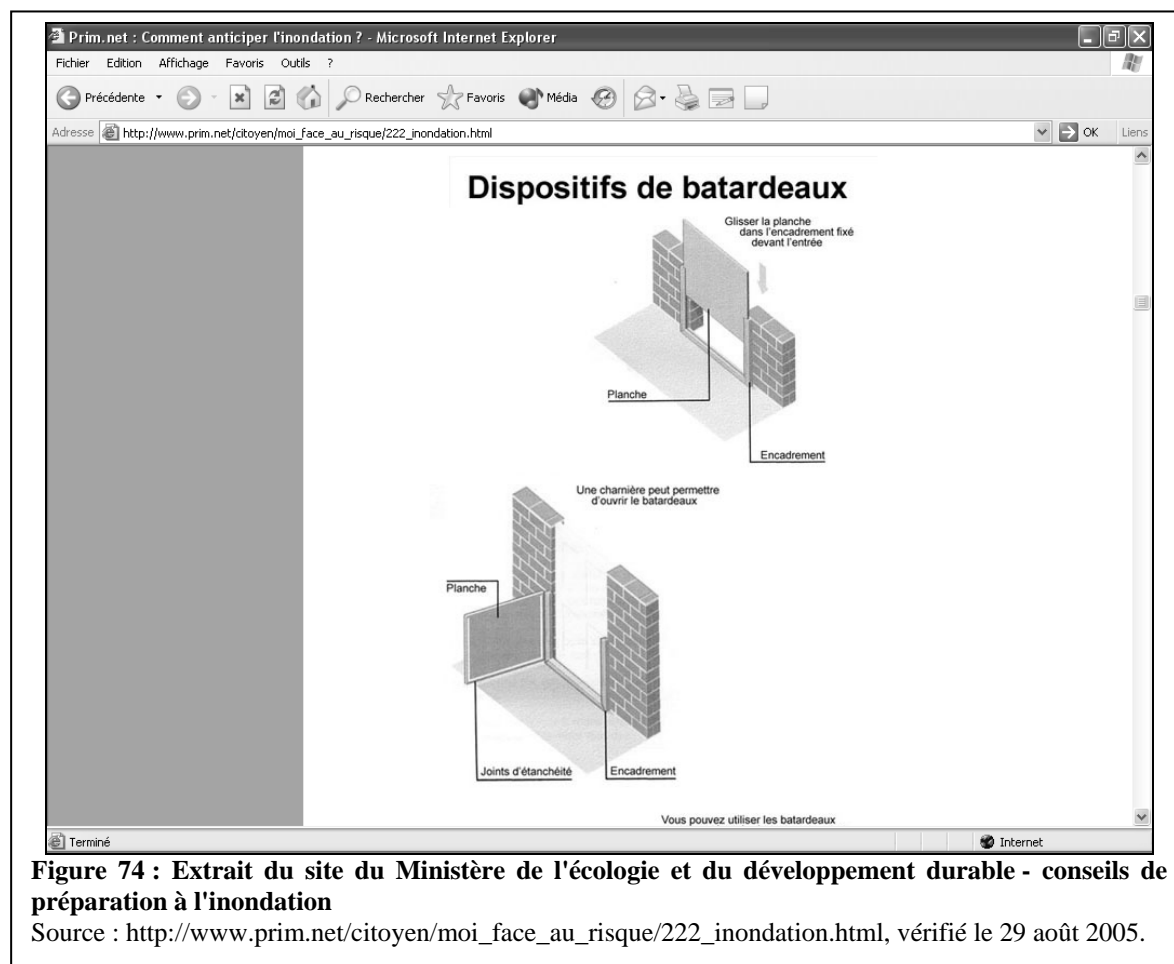 Prim.net : Comment anticiper l'inondation ? - Microsoft Internet Explorer
Fichier Edition Affichage Favoris Outils ?
Précédente Rechercher Favoris Média
Adresse http://www.prim.net/citoyen/moi_face_au_risque/222_inondation.html OK Liens
Dispositifs de batardeaux
Glisser la planche
dans l'encadrement fixé
devant l'entrée
Planche
Encadrement
Une charnière peut permettre
d'ouvrir le batardeaux
Planche
Joints d'étanchéité
Encadrement
Vous pouvez utiliser les batardeaux
Terminé Internet
Figure 74 : Extrait du site du Ministère de l'écologie et du développement durable - conseils de
préparation à l'inondation
Source : http://www.prim.net/citoyen/moi_face_au_risque/222_inondation.html, vérifié le 29 août 2005.